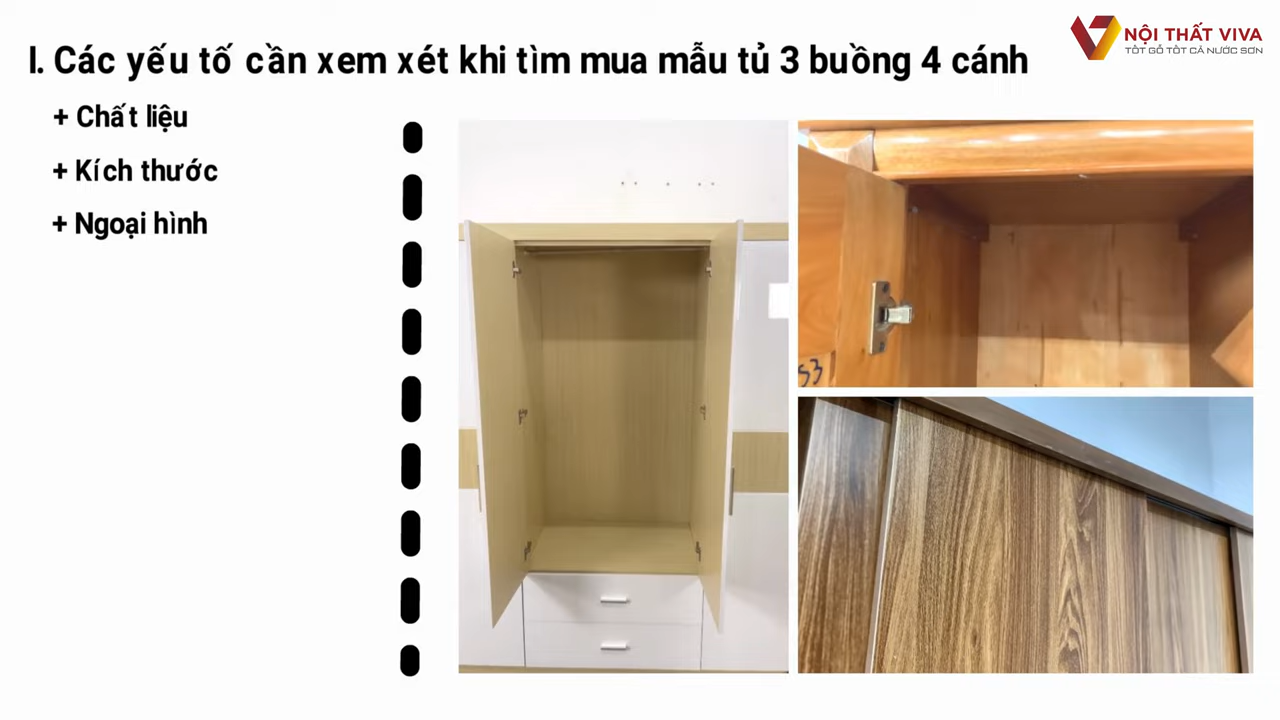 I. Các yếu tố cần xem xét khi tìm mua mẫu tủ 3 buồng 4 cánh
NỘI THẤT VIVA
TỐT GỖ TỐT CẢ NƯỚC SƠN
+ Chất liệu
+ Kích thước
+ Ngoại hình
53